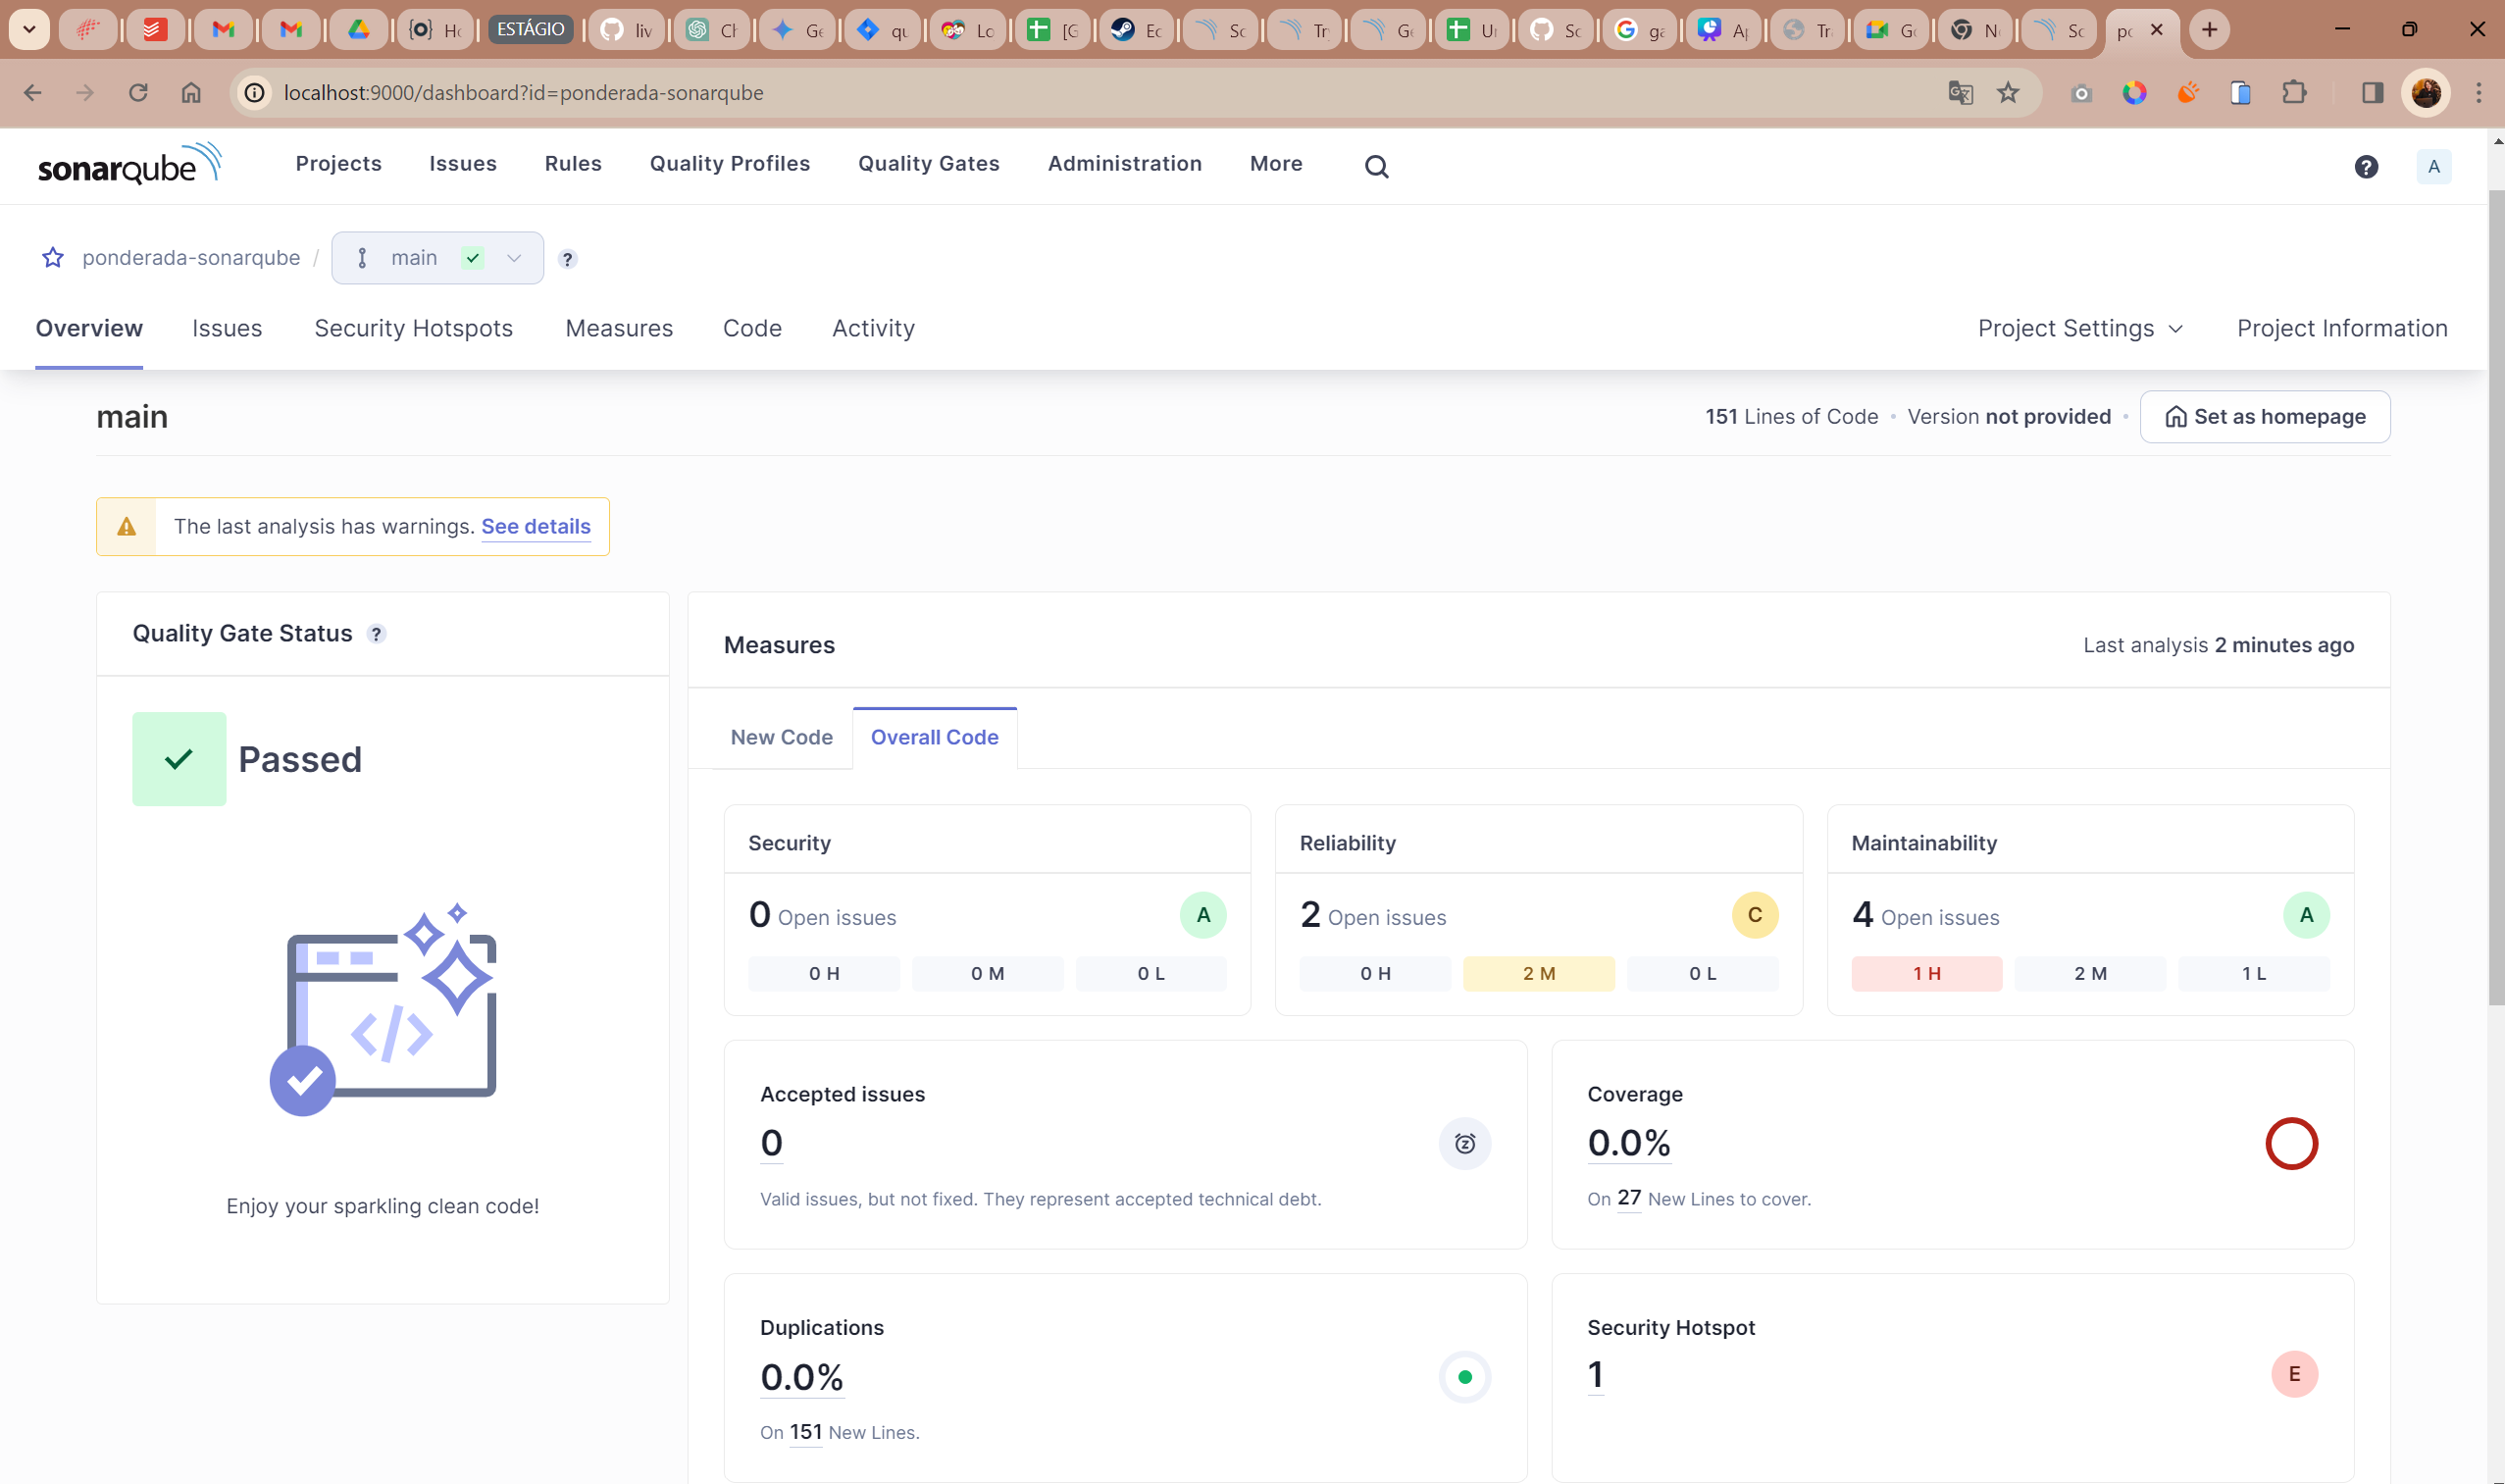 Hc
ESTÁGIO
liv
Ch
Ge
qu
Lo
[G
Ec
Sc
Tr
Ge
Ur
Sc
ga
Ap
Tr
Go
N
Sc
pc
localhost:9000/dashboard?id=ponderada-sonarqube
sonarqube
Projects Issues Rules Quality Profiles Quality Gates Administration More
? A
ponderada-sonarqube / main ?
Overview Issues Security Hotspots Measures Code Activity Project Settings Project Information
main
151 Lines of Code • Version not provided • Set as homepage
The last analysis has warnings. See details
Quality Gate Status ?
Passed
</>
Enjoy your sparkling clean code!
Measures
Last analysis 2 minutes ago
New Code Overall Code
Security
0 Open issues A
0 H 0 M 0 L
Reliability
2 Open issues C
0 H 2 M 0 L
Maintainability
4 Open issues A
1 H 2 M 1 L
Accepted issues
0
Valid issues, but not fixed. They represent accepted technical debt.
Coverage
0.0%
On 27 New Lines to cover.
Duplications
0.0%
On 151 New Lines.
Security Hotspot
1 E